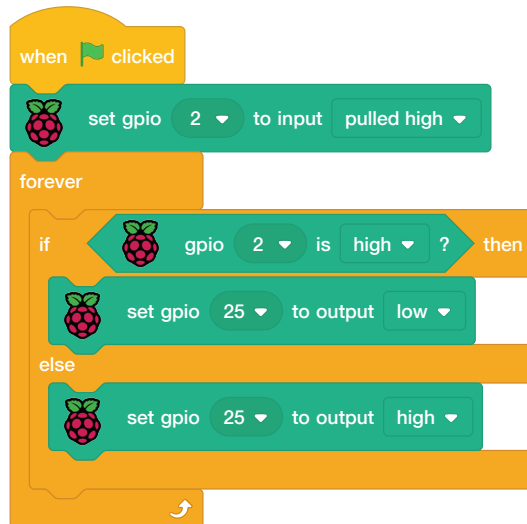 when clicked
set gpio 2 to input pulled high
forever
if gpio 2 is high ? then
set gpio 25 to output low
else
set gpio 25 to output high